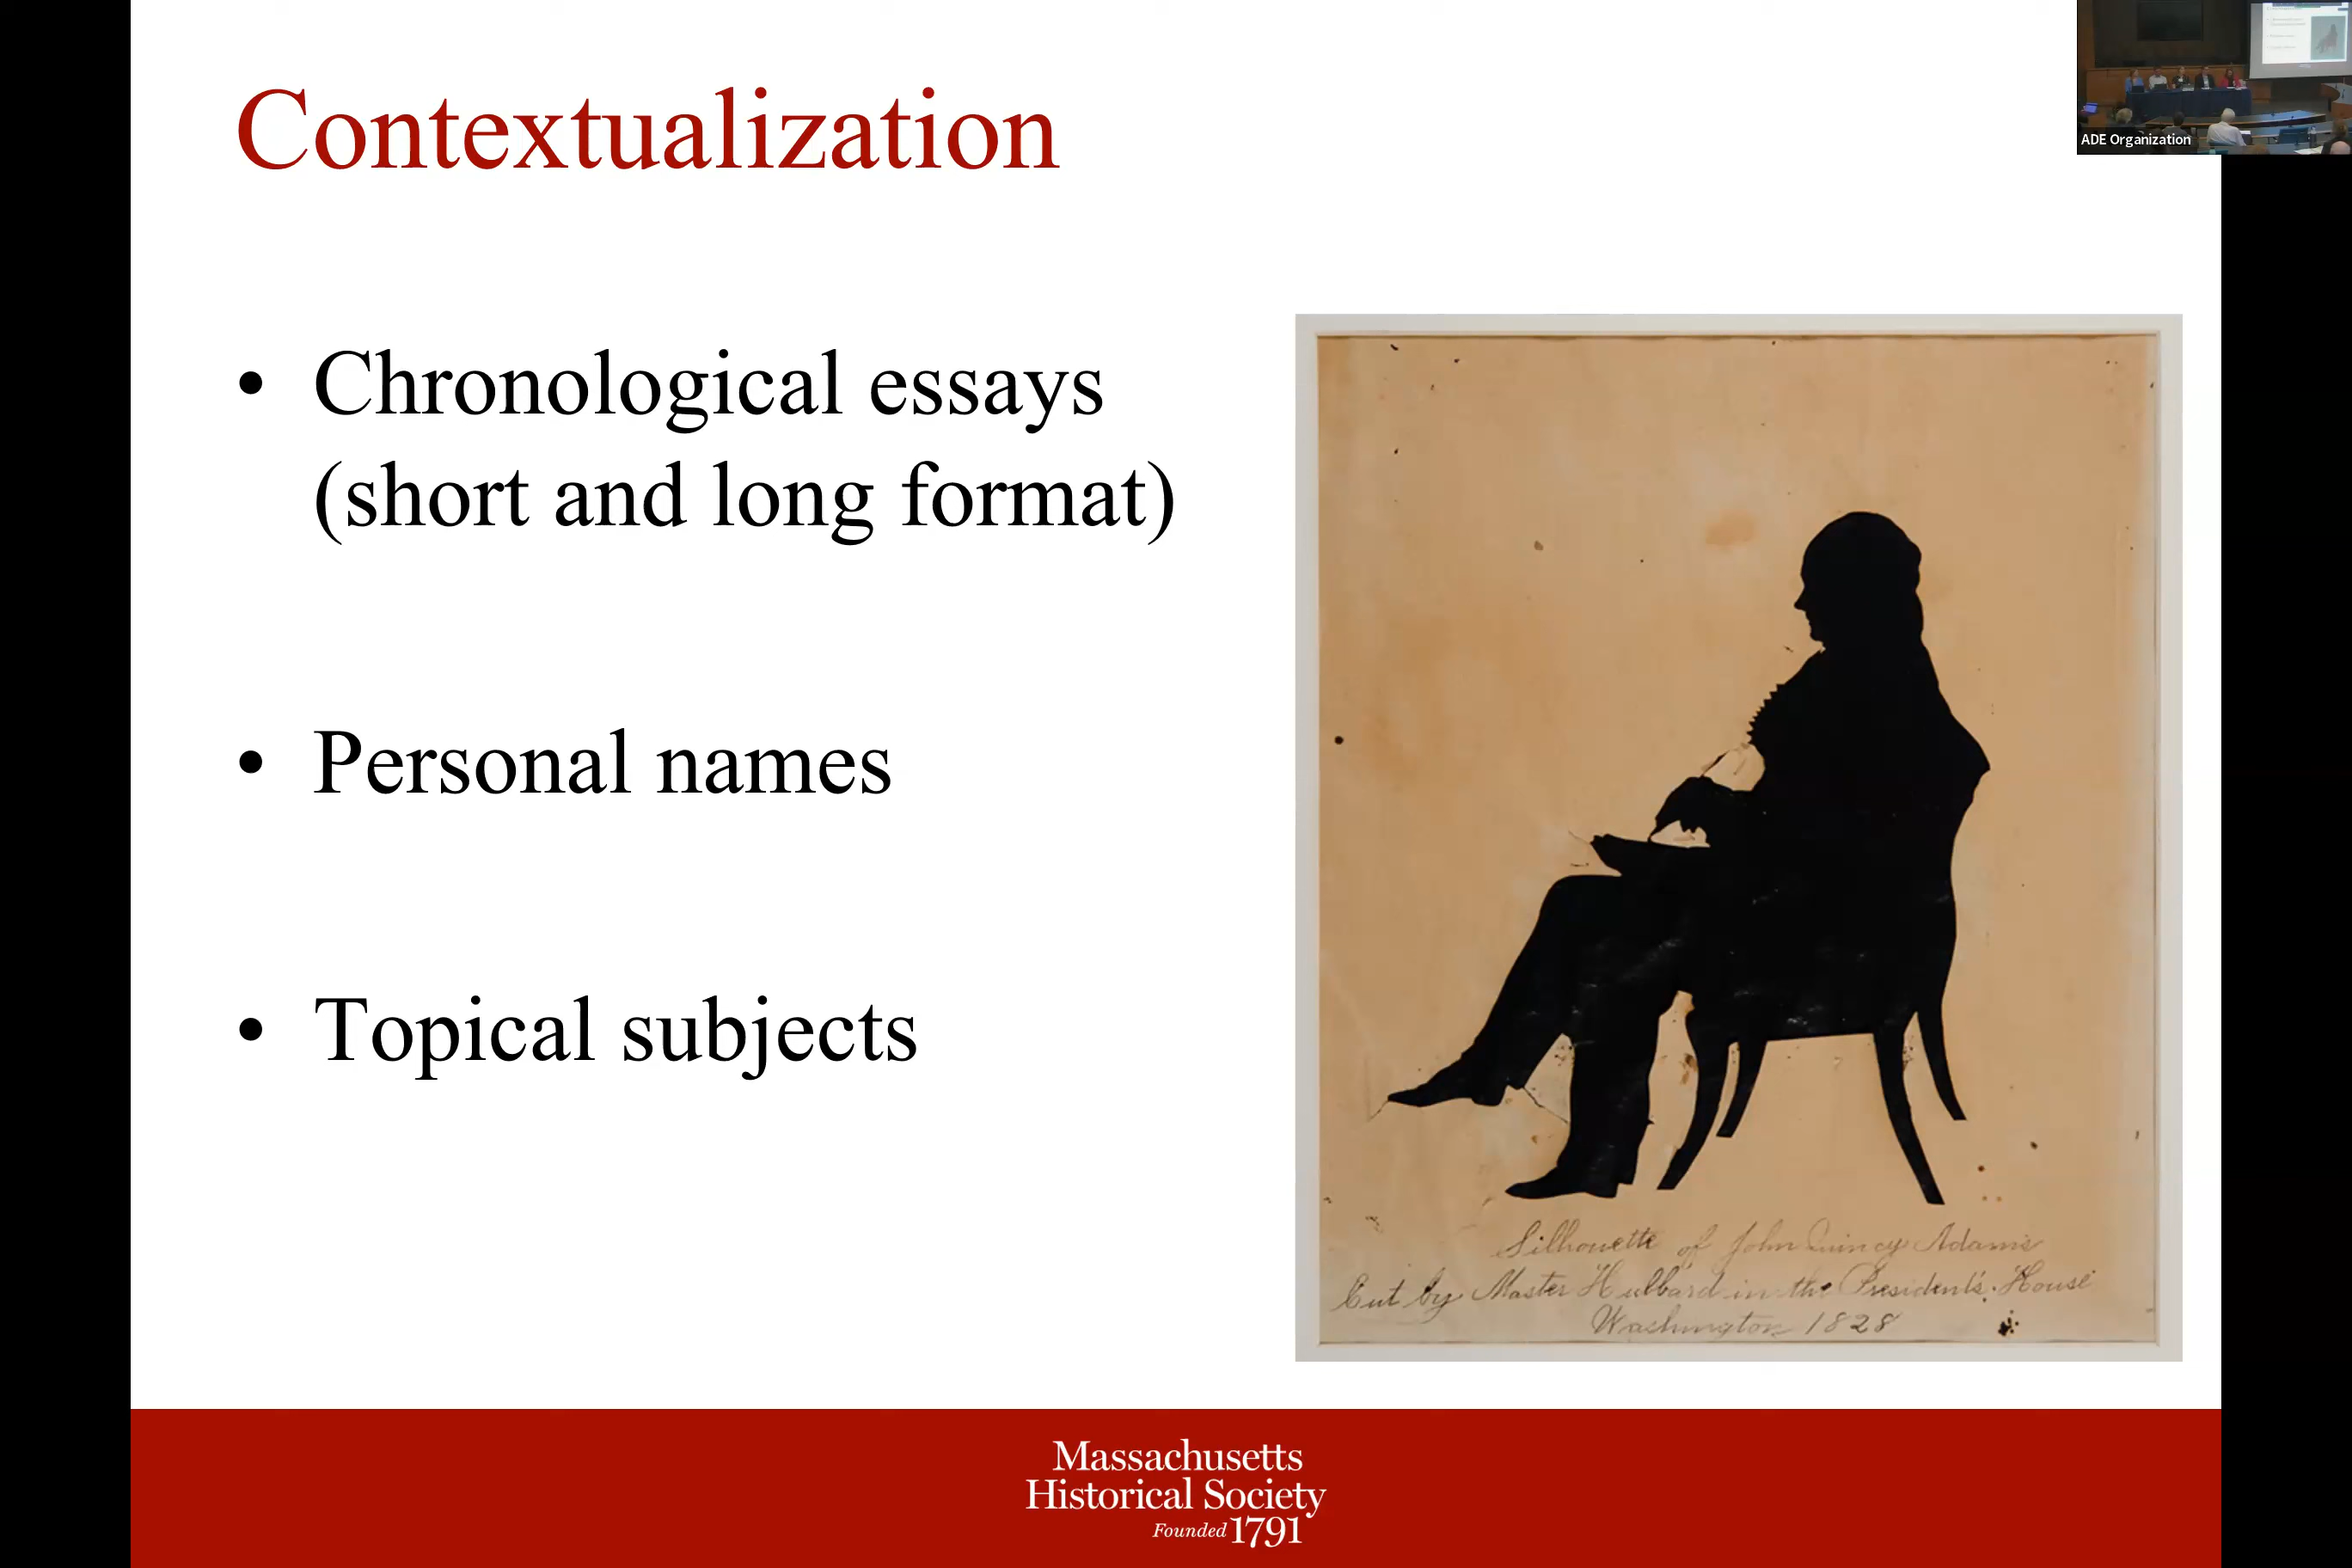 Contextualization
ADE Organization
• Chronological essays
(short and long format)
• Personal names
• Topical subjects
Silhouette of John Quincy Adams
Cut by Master Hubbard in the President's House
Washington 1828
Massachusetts
Historical Society
Founded 1791